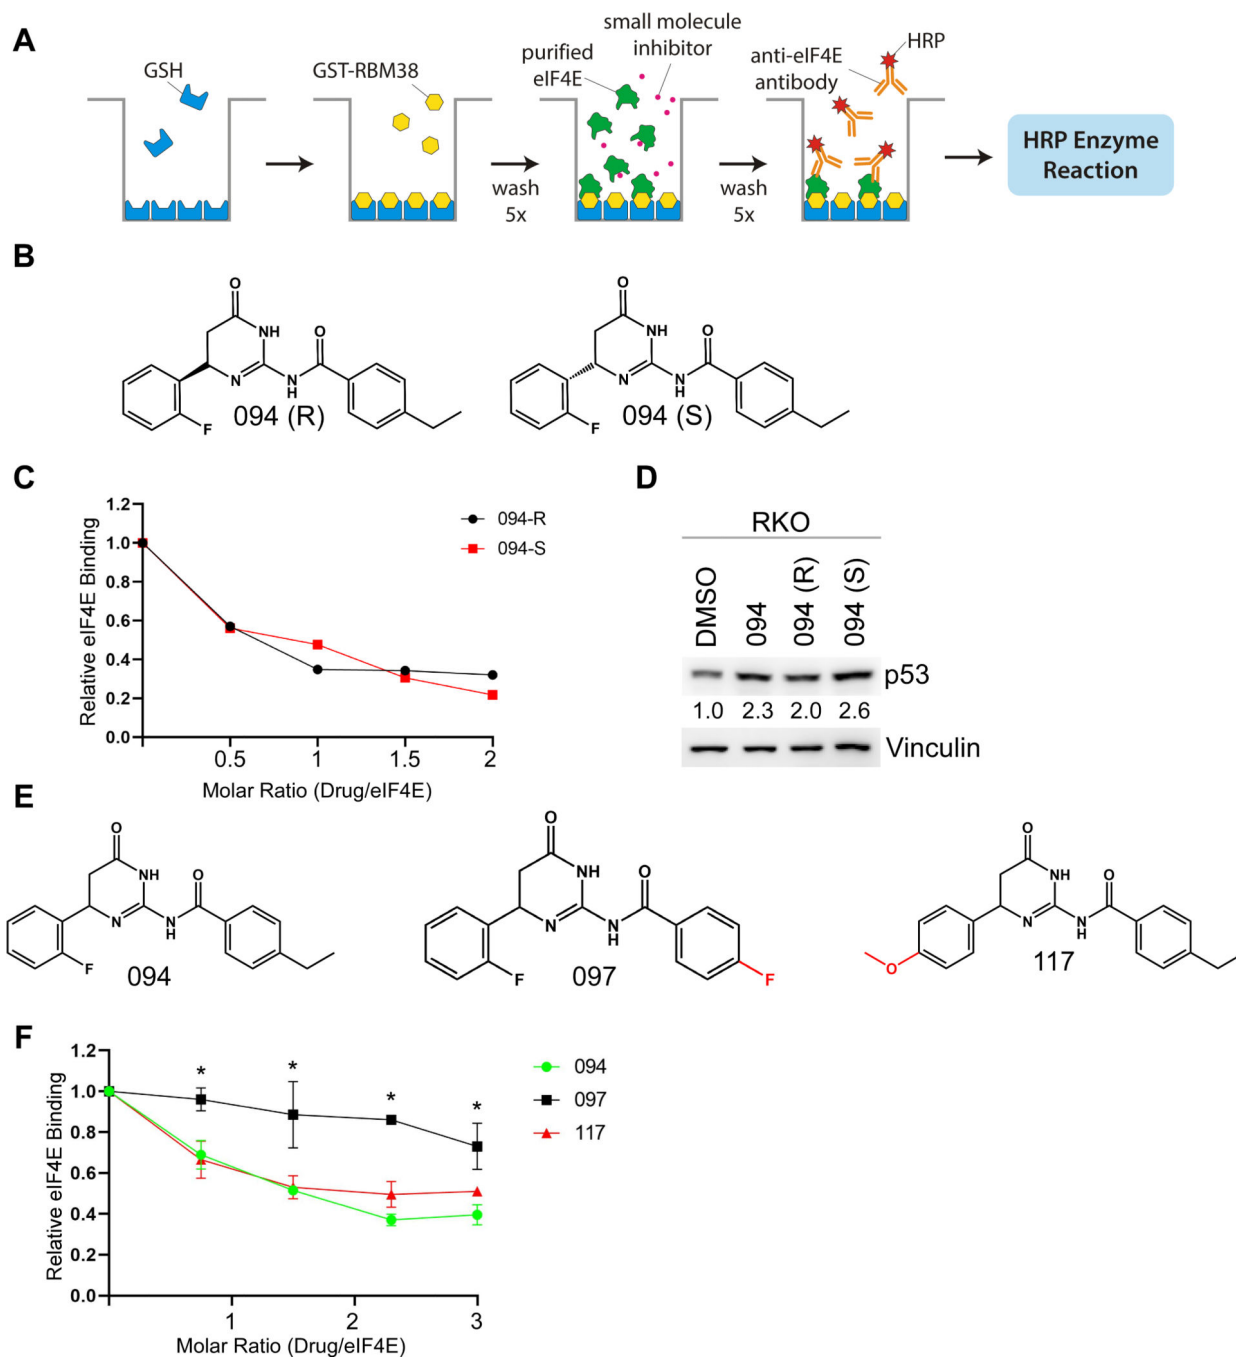 A
GSH
GST-RBM38
purified
eIF4E
small molecule
inhibitor
anti-eIF4E
antibody
HRP
wash
5x
wash
5x
HRP Enzyme
Reaction
B
O
NH
O
N
N
H
F
094 (R)
O
NH
O
N
N
H
F
094 (S)
C
Relative eIF4E Binding
1.2
1.0
0.8
0.6
0.4
0.2
0.0
0.5
1
1.5
2
Molar Ratio (Drug/eIF4E)
094-R
094-S
D
RKO
DMSO
094
094 (R)
094 (S)
p53
1.0 2.3 2.0 2.6
Vinculin
E
O
NH
O
N
N
H
F
094
O
NH
O
N
N
H
F
F
097
O
NH
O
N
N
H
O
117
F
Relative eIF4E Binding
1.2
1.0
0.8
0.6
0.4
0.2
0.0
* * * *
1
2
3
Molar Ratio (Drug/eIF4E)
094
097
117